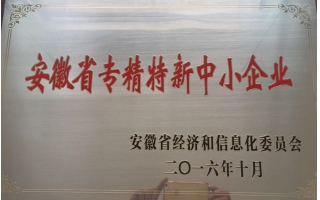 安徽省专精特新中小企业
安徽省经济和信息化委员会
二〇一六年十月